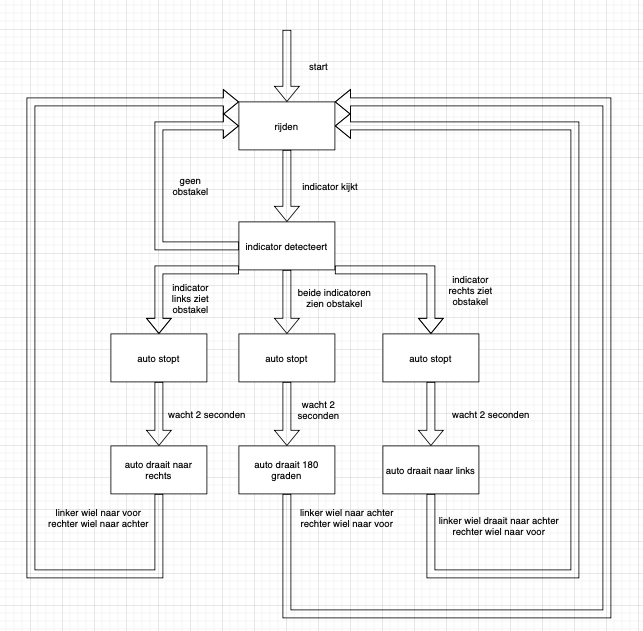 start
rijden
geen
obstakel
indicator kijkt
indicator detecteert
indicator
links ziet
obstakel
beide indicatoren
zien obstakel
indicator
rechts ziet
obstakel
auto stopt
auto stopt
auto stopt
wacht 2 seconden
wacht 2
seconden
wacht 2 seconden
auto draait naar
rechts
auto draait 180
graden
auto draait naar links
linker wiel naar voor
rechter wiel naar achter
linker wiel naar achter
rechter wiel naar voor
linker wiel draait naar achter
rechter wiel naar voor